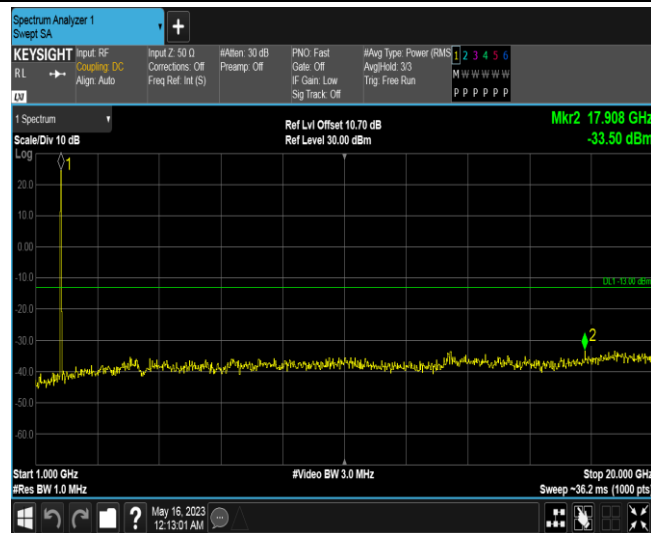 Spectrum Analyzer 1
Swept SA
+
KEYSIGHT Input: RF Input Z: 50 Ω #Atten: 30 dB PNO: Fast #Avg Type: Power (RMS 1 2 3 4 5 6
RL Coupling: DC Corrections: Off Preamp: Off Gate: Off Avg|Hold: 3/3 M W W W W W
Align: Auto Freq Ref: Int (S) IF Gain: Low Trig: Free Run
LXI Sig Track: Off P P P P P P
1 Spectrum Ref Lvl Offset 10.70 dB Mkr2 17.908 GHz
Scale/Div 10 dB Ref Level 30.00 dBm -33.50 dBm
Log 1
20.0
10.0
0.00
-10.0 DL1 -13.00 dBm
-20.0
-30.0 2
-40.0
-50.0
-60.0
Start 1.000 GHz #Video BW 3.0 MHz Stop 20.000 GHz
#Res BW 1.0 MHz Sweep ~36.2 ms (1000 pts)
? May 16, 2023
12:13:01 AM